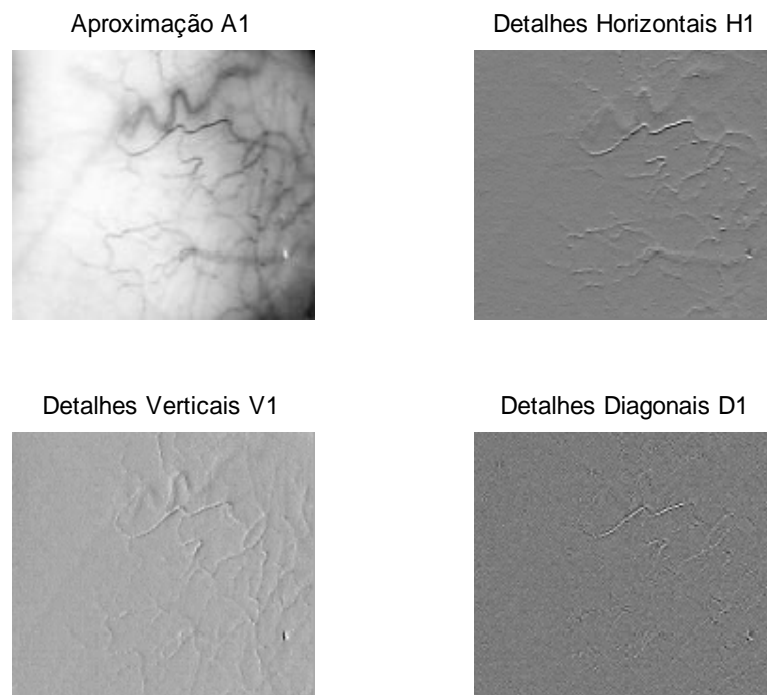 Aproximação A1
Detalhes Horizontais H1
Detalhes Verticais V1
Detalhes Diagonais D1